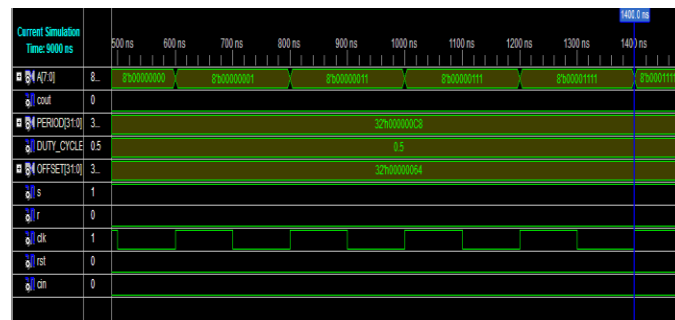 1400.0 ns
Current Simulation
Time: 9000 ns
500 ns 600 ns 700 ns 800 ns 900 ns 1000 ns 1100 ns 1200 ns 1300 ns 140 ns
A[7:0] 8... 8'b00000000 8'b00000001 8'b00000011 8'b00000111 8'b00001111 8'b0001111
cout 0
PERIOD[31:0] 3... 32'h000000C8
DUTY_CYCLE 0.5 0.5
OFFSET[31:0] 3... 32'h00000064
s 1
r 0
clk 1
rst 0
cin 0